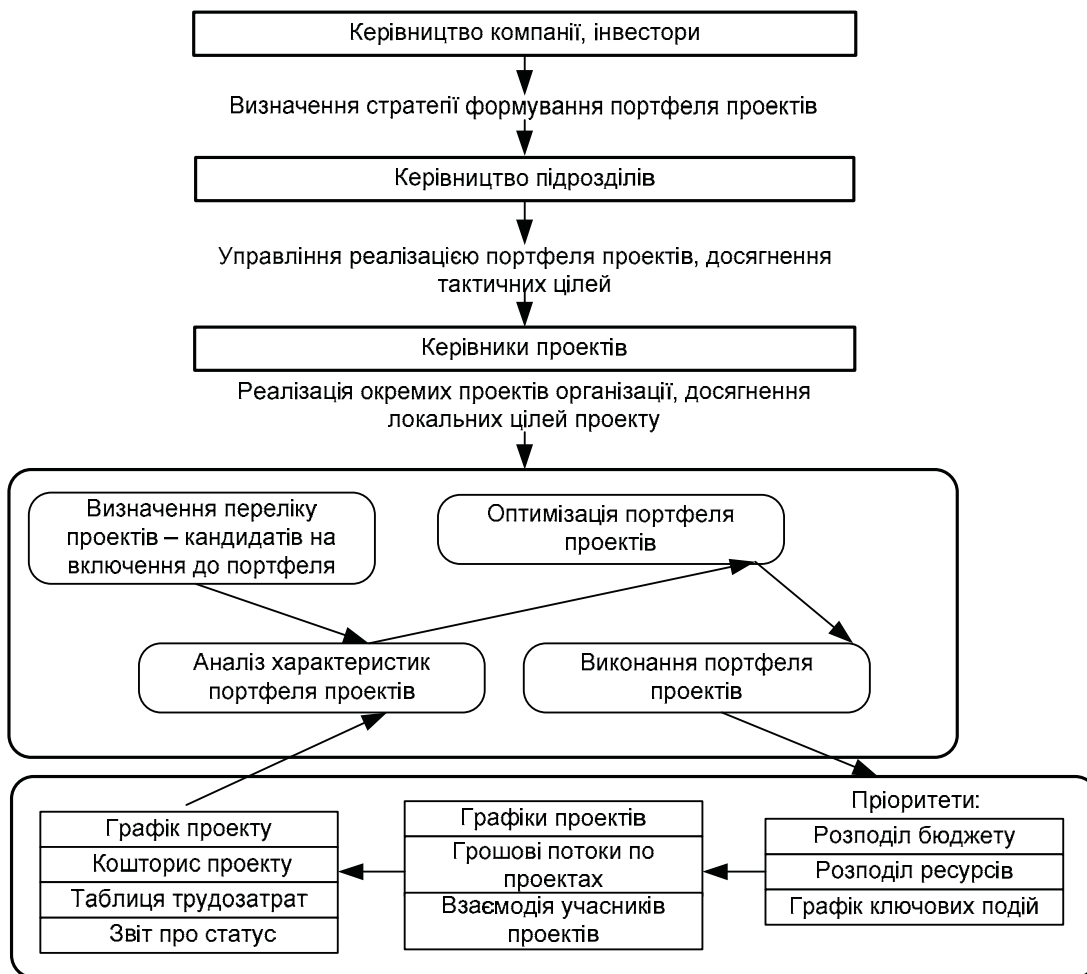 Керівництво компанії, інвестори
Визначення стратегії формування портфеля проектів
Керівництво підрозділів
Управління реалізацією портфеля проектів, досягнення
тактичних цілей
Керівники проектів
Реалізація окремих проектів організації, досягнення
локальних цілей проекту
Визначення переліку
проектів – кандидатів на
включення до портфеля
Оптимізація портфеля
проектів
Аналіз характеристик
портфеля проектів
Виконання портфеля
проектів
Графік проекту
Кошторис проекту
Таблиця трудозатрат
Звіт про статус
Графіки проектів
Грошові потоки по
проектах
Взаємодія учасників
проектів
Пріоритети:
Розподіл бюджету
Розподіл ресурсів
Графік ключових подій